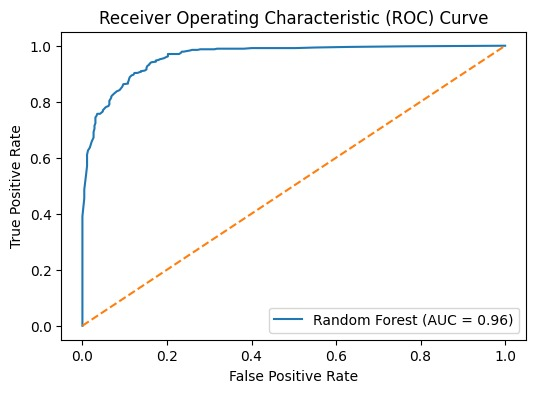 Receiver Operating Characteristic (ROC) Curve
1.0
0.8
0.6
0.4
0.2
0.0
True Positive Rate
Random Forest (AUC = 0.96)
0.0 0.2 0.4 0.6 0.8 1.0
False Positive Rate